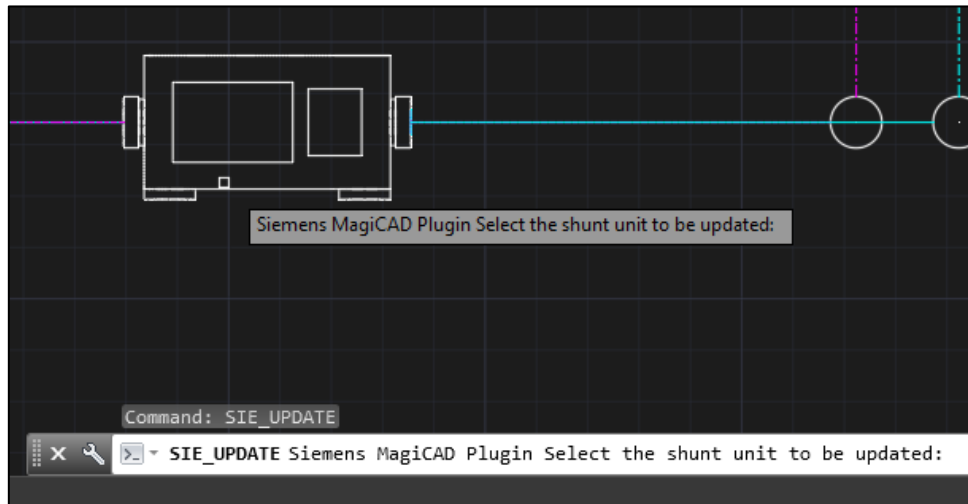 Siemens MagiCAD Plugin Select the shunt unit to be updated:
Command: SIE_UPDATE
SIE_UPDATE Siemens MagiCAD Plugin Select the shunt unit to be updated: